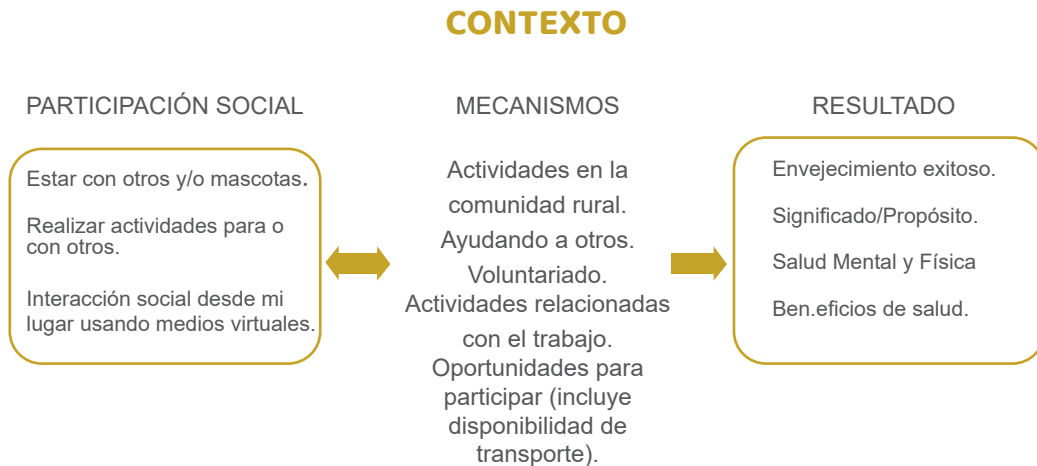 CONTEXTO
PARTICIPACIÓN SOCIAL
Estar con otros y/o mascotas.
Realizar actividades para o
con otros.
Interacción social desde mi
lugar usando medios virtuales.
MECANISMOS
Actividades en la
comunidad rural.
Ayudando a otros.
Voluntariado.
Actividades relacionadas
con el trabajo.
Oportunidades para
participar (incluye
disponibilidad de
transporte).
RESULTADO
Envejecimiento exitoso.
Significado/Propósito.
Salud Mental y Física
Ben.eficios de salud.